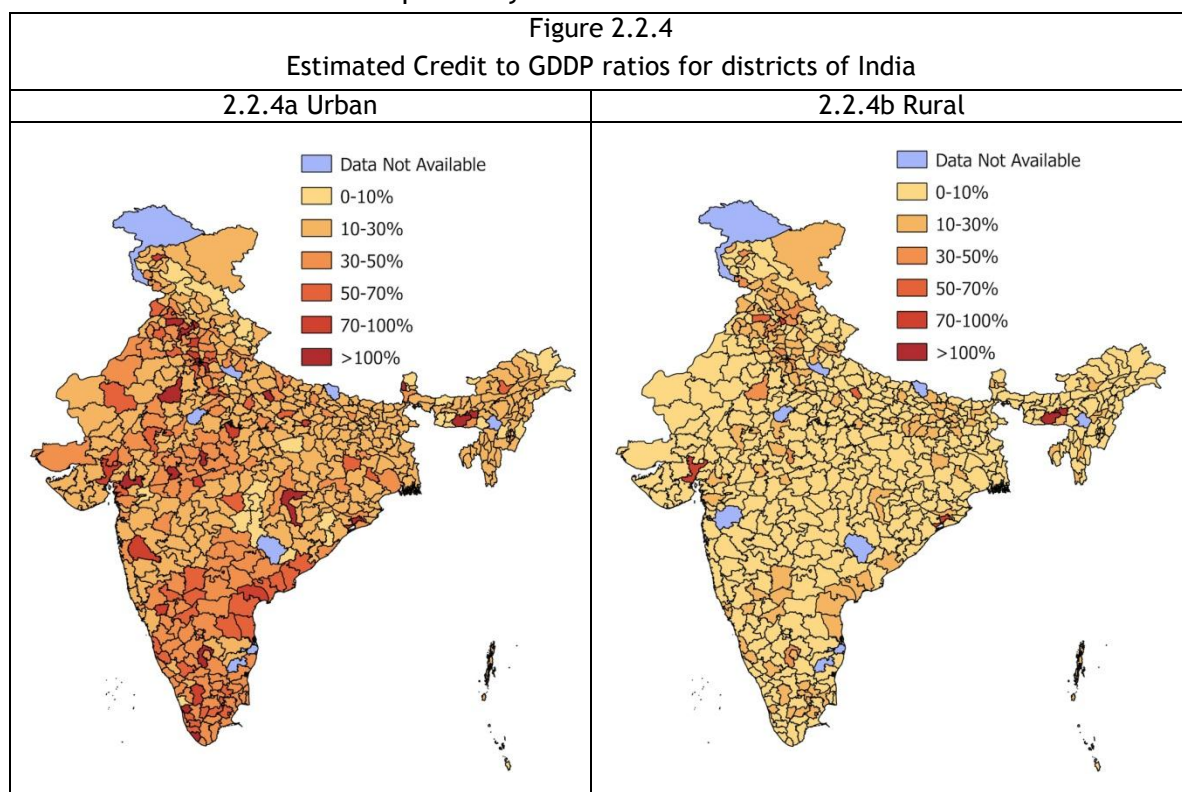 Figure 2.2.4
Estimated Credit to GDDP ratios for districts of India
2.2.4a Urban
2.2.4b Rural
Data Not Available
0-10%
10-30%
30-50%
50-70%
70-100%
>100%
Data Not Available
0-10%
10-30%
30-50%
50-70%
70-100%
>100%